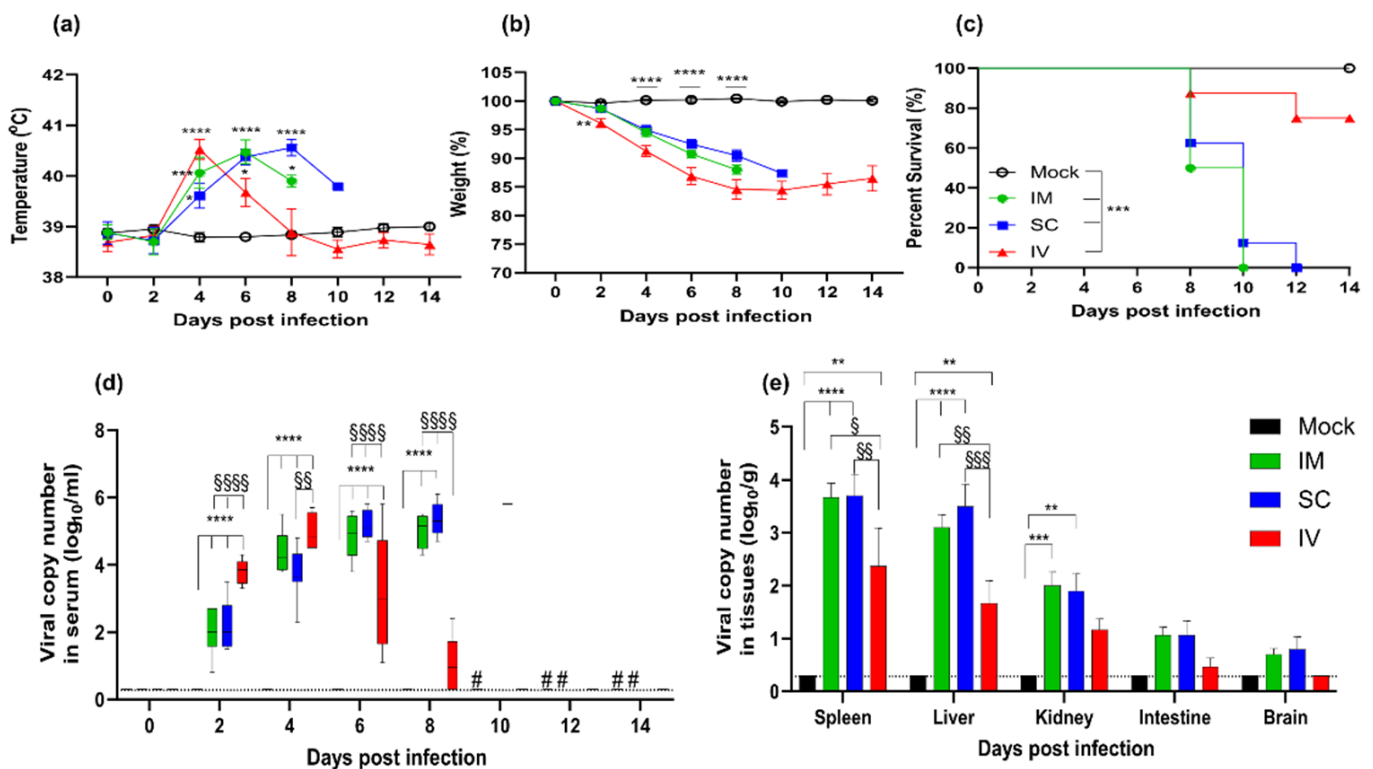 (a)
42
41
40
39
38
Temperature (⁰C)
****
****
****
***
*
*
*
0 2 4 6 8 10 12 14
Days post infection
(b)
105
100
95
90
85
80
75
70
Weight (%)
****
****
****
**
0 2 4 6 8 10 12 14
Days post infection
(c)
100
80
60
40
20
0
Percent Survival (%)
Mock
IM
SC
IV
***
0 2 4 6 8 10 12 14
Days post infection
(d)
8
6
4
2
0
Viral copy number
in serum (log₁₀/ml)
§§§§
****
****
§§
§§§§
****
§§§§
****
# ## ##
0 2 4 6 8 10 12 14
Days post infection
(e)
5
4
3
2
1
0
Viral copy number
in tissues (log₁₀/g)
**
****
§
§§
**
****
§§
§§§
**
***
Mock
IM
SC
IV
Spleen Liver Kidney Intestine Brain
Days post infection